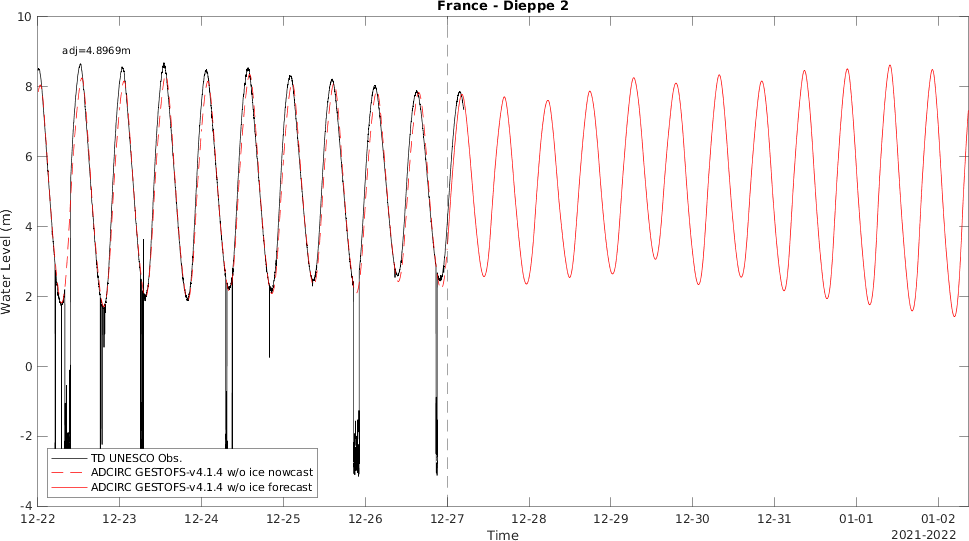 France - Dieppe 2
adj=4.8969m
Water Level (m)
10
8
6
4
2
0
-2
-4
TD UNESCO Obs.
ADCIRC GESTOFS-v4.1.4 w/o ice nowcast
ADCIRC GESTOFS-v4.1.4 w/o ice forecast
12-22 12-23 12-24 12-25 12-26 12-27 12-28 12-29 12-30 12-31 01-01 01-02
Time
2021-2022